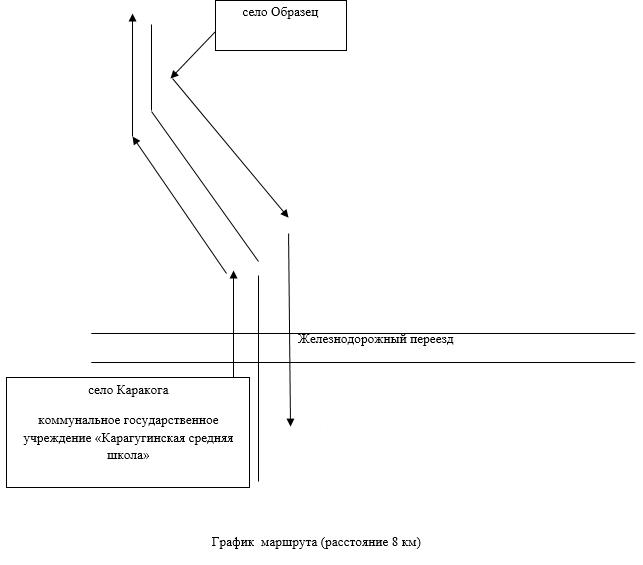 село Образец
Железнодорожный переезд
село Каракога
коммунальное государственное
учреждение «Карагугинская средняя
школа»
График маршрута (расстояние 8 км)